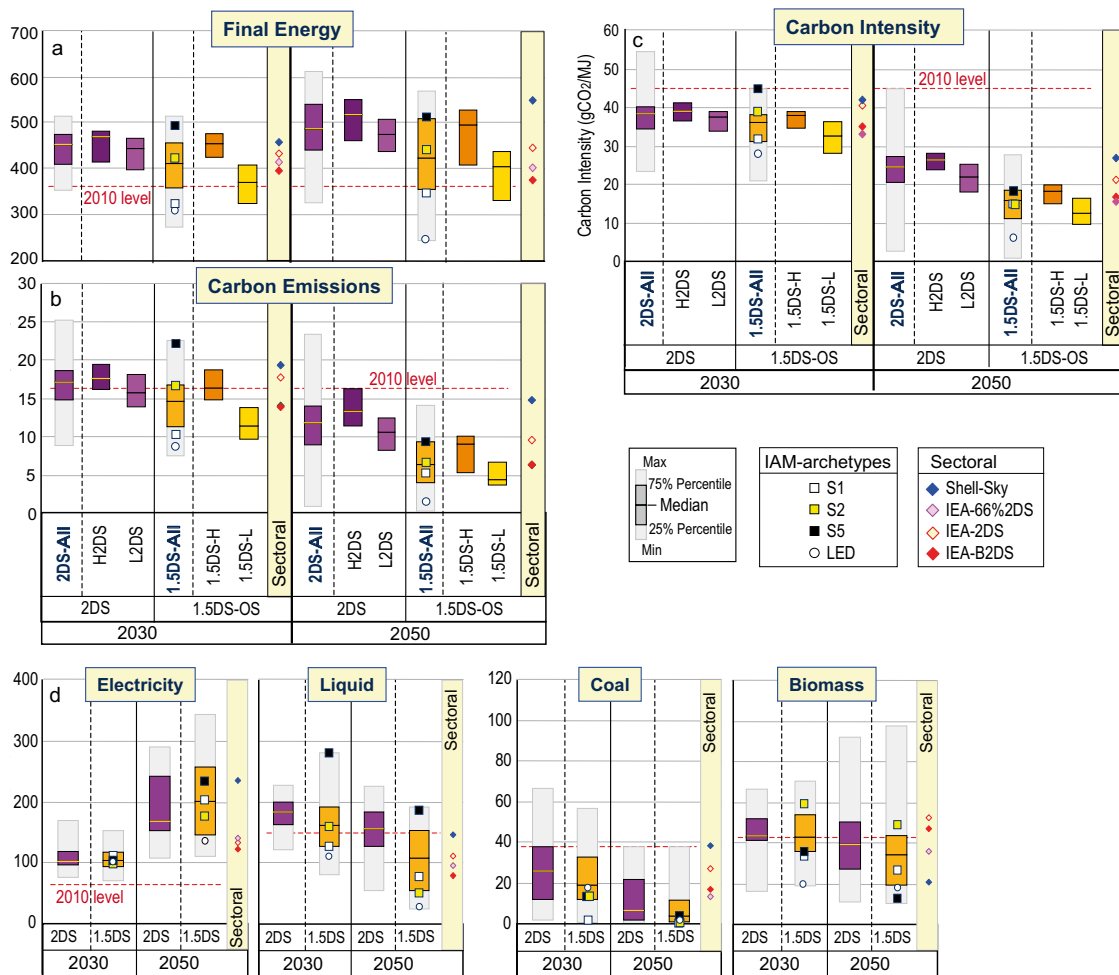 a
Final Energy
700
600
500
400
300
200
2010 level
b
Carbon Emissions
30
25
20
15
10
5
0
2010 level
2DS-All
H2DS
L2DS
1.5DS-All
1.5DS-H
1.5DS-L
Sectoral
2DS-All
H2DS
L2DS
1.5DS-All
1.5DS-H
1.5DS-L
Sectoral
2DS
1.5DS-OS
2DS
1.5DS-OS
2030
2050
c
Carbon Intensity
Carbon Intensity (gCO2/MJ)
60
50
40
30
20
10
0
2010 level
2DS-All
H2DS
L2DS
1.5DS-All
1.5DS-H
1.5DS-L
Sectoral
2DS-All
H2DS
L2DS
1.5DS-All
1.5DS-H
1.5DS-L
Sectoral
2DS
1.5DS-OS
2DS
1.5DS-OS
2030
2050
Max
75% Percentile
Median
25% Percentile
Min
IAM-archetypes
S1
S2
S5
LED
Sectoral
Shell-Sky
IEA-66%2DS
IEA-2DS
IEA-B2DS
d
Electricity
400
300
200
100
0
2010 level
Sectoral
2DS
1.5DS
2DS
1.5DS
2030
2050
Liquid
Sectoral
2DS
1.5DS
2DS
1.5DS
2030
2050
Coal
120
100
80
60
40
20
0
Sectoral
2DS
1.5DS
2DS
1.5DS
2030
2050
Biomass
Sectoral
2DS
1.5DS
2DS
1.5DS
2030
2050